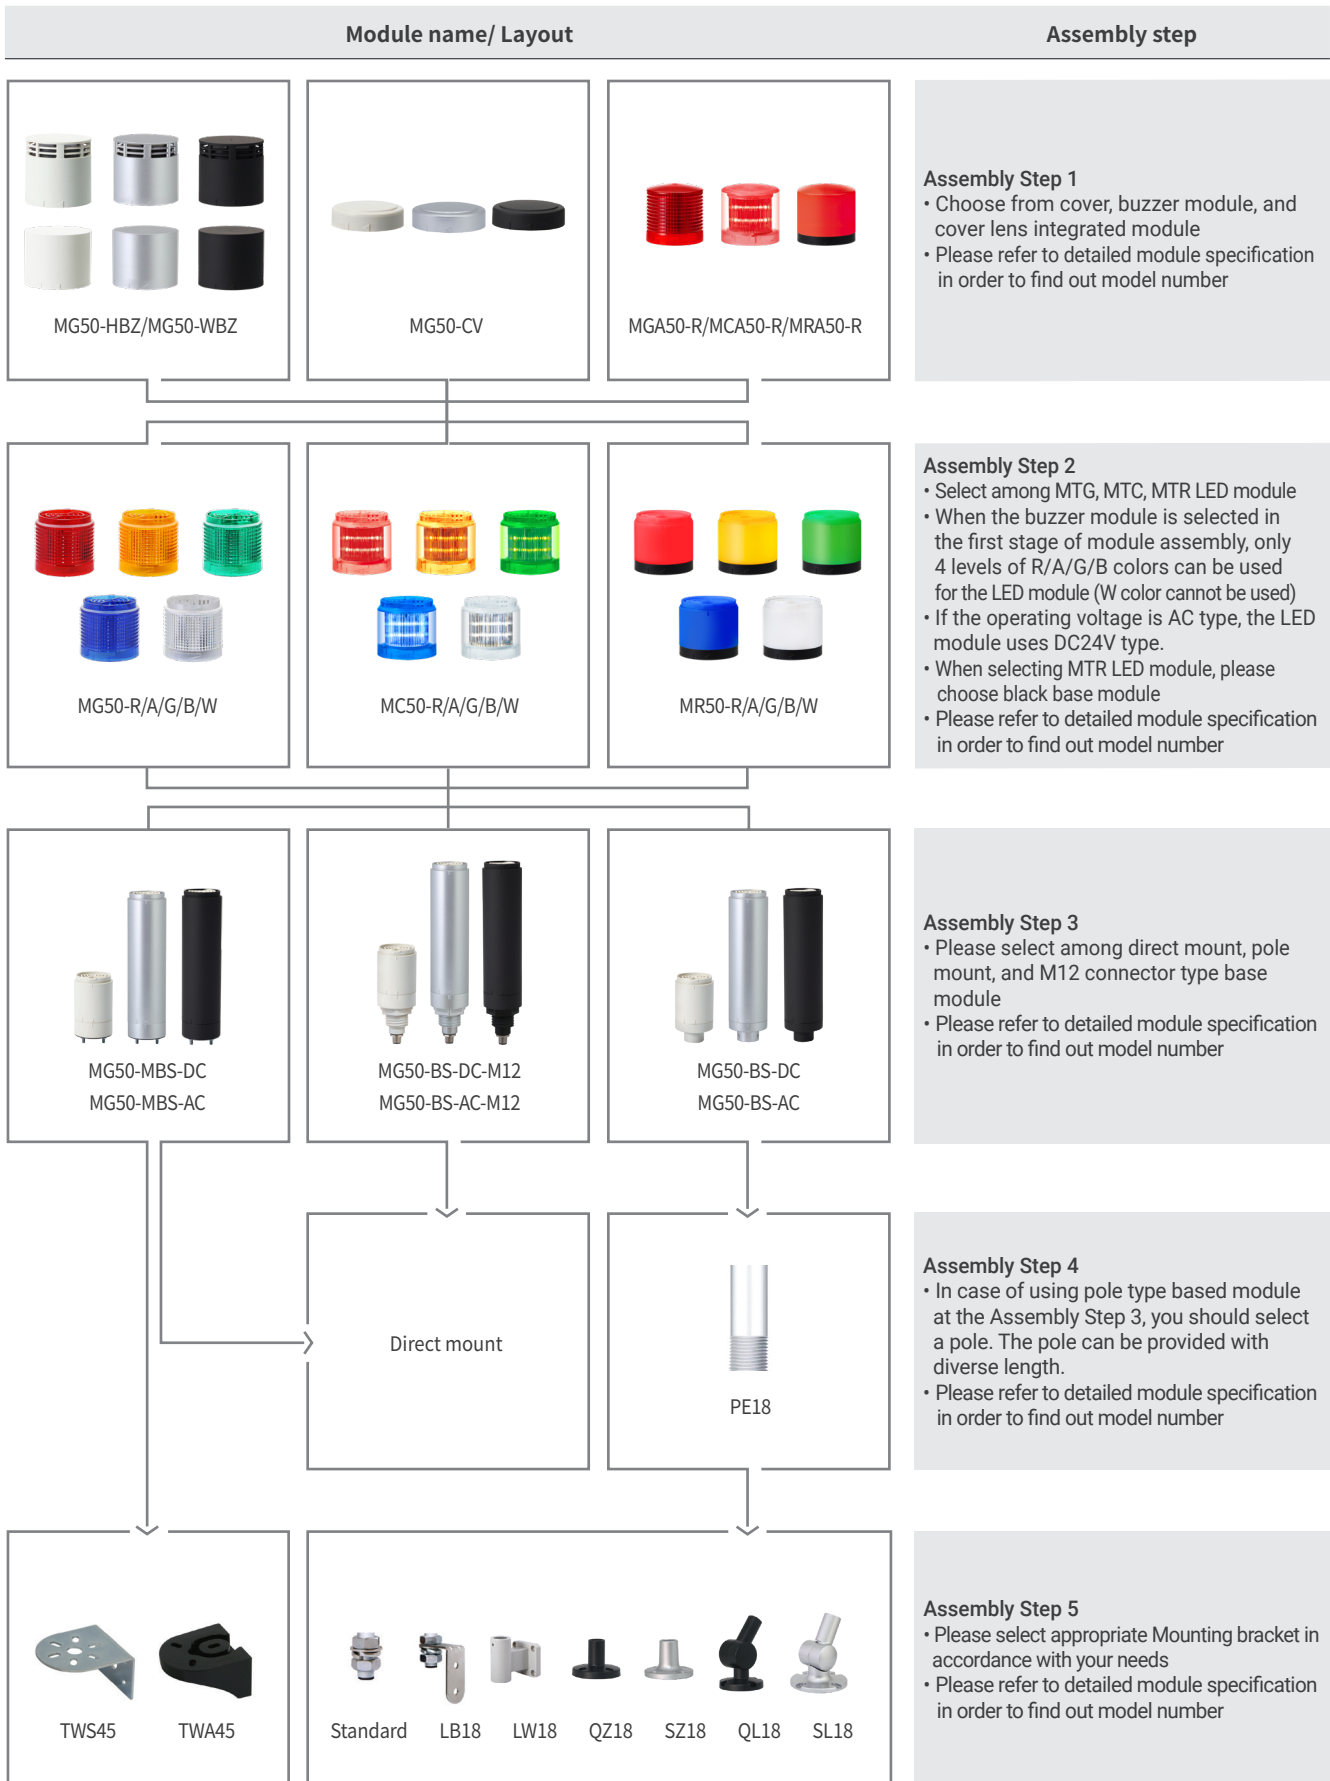 Module name/ Layout
Assembly step
MG50-HBZ/MG50-WBZ
MG50-CV
MGA50-R/MCA50-R/MRA50-R
Assembly Step 1
• Choose from cover, buzzer module, and
cover lens integrated module
• Please refer to detailed module specification
in order to find out model number
MG50-R/A/G/B/W
MC50-R/A/G/B/W
MR50-R/A/G/B/W
Assembly Step 2
• Select among MTG, MTC, MTR LED module
• When the buzzer module is selected in
the first stage of module assembly, only
4 levels of R/A/G/B colors can be used
for the LED module (W color cannot be used)
• If the operating voltage is AC type, the LED
module uses DC24V type.
• When selecting MTR LED module, please
choose black base module
• Please refer to detailed module specification
in order to find out model number
MG50-MBS-DC
MG50-MBS-AC
MG50-BS-DC-M12
MG50-BS-AC-M12
MG50-BS-DC
MG50-BS-AC
Assembly Step 3
• Please select among direct mount, pole
mount, and M12 connector type base
module
• Please refer to detailed module specification
in order to find out model number
Direct mount
PE18
Assembly Step 4
• In case of using pole type based module
at the Assembly Step 3, you should select
a pole. The pole can be provided with
diverse length.
• Please refer to detailed module specification
in order to find out model number
TWS45
TWA45
Standard
LB18
LW18
QZ18
SZ18
QL18
SL18
Assembly Step 5
• Please select appropriate Mounting bracket in
accordance with your needs
• Please refer to detailed module specification
in order to find out model number